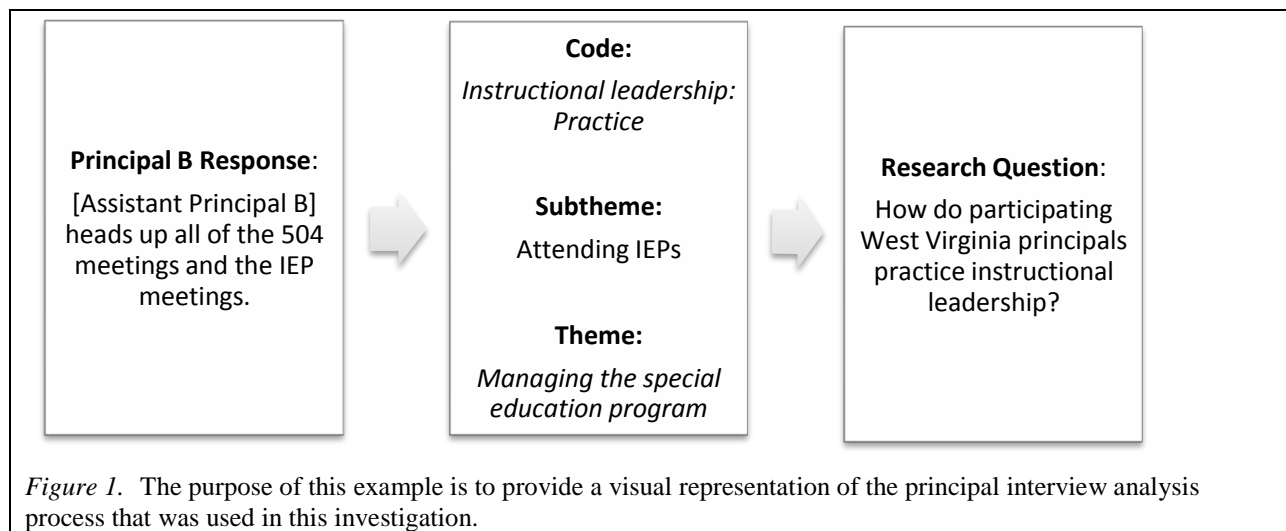 Principal B Response:
[Assistant Principal B]
heads up all of the 504
meetings and the IEP
meetings.
Code:
Instructional leadership:
Practice
Subtheme:
Attending IEPs
Theme:
Managing the special
education program
Research Question:
How do participating
West Virginia principals
practice instructional
leadership?
Figure 1. The purpose of this example is to provide a visual representation of the principal interview analysis
process that was used in this investigation.